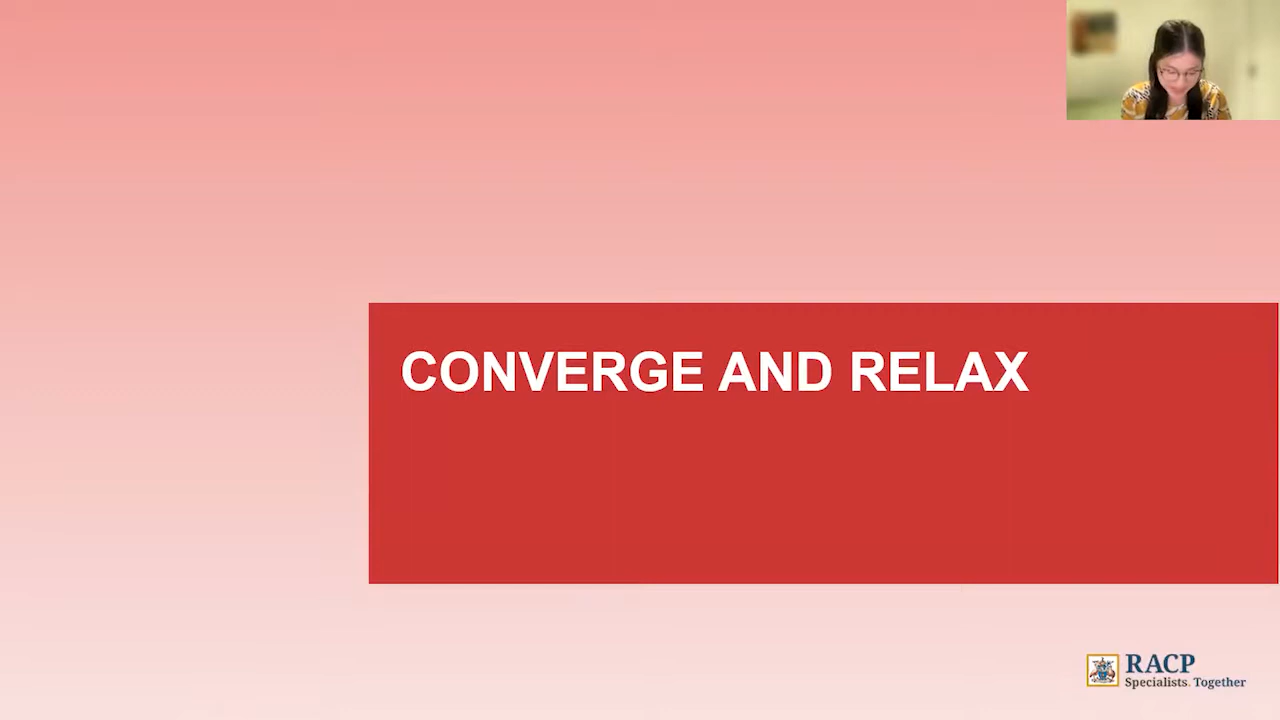 CONVERGE AND RELAX
RACP
Specialists. Together